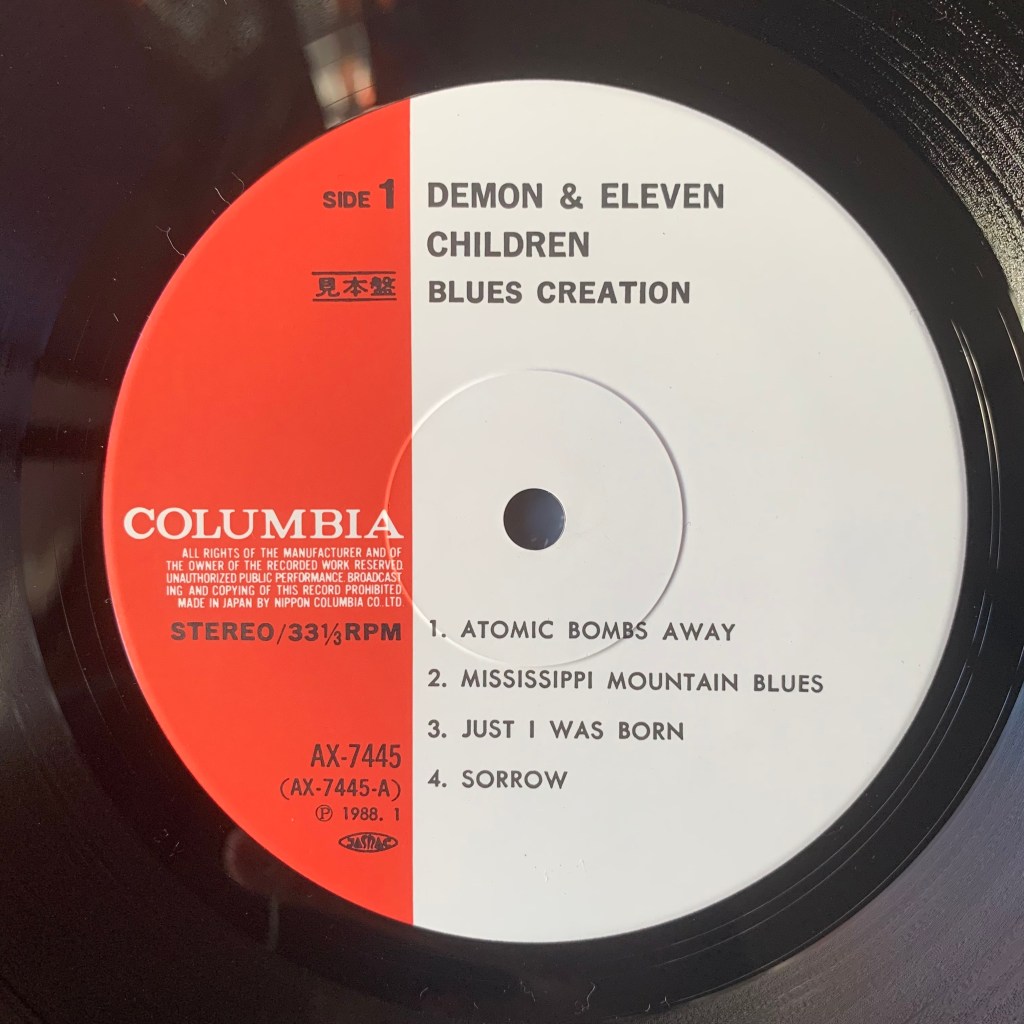 SIDE 1
DEMON & ELEVEN
CHILDREN
見本盤
BLUES CREATION
COLUMBIA
ALL RIGHTS OF THE MANUFACTURER AND OF
THE OWNER OF THE RECORDED WORK RESERVED
UNAUTHORIZED PUBLIC PERFORMANCE BROADCAST
ING AND COPYING OF THIS RECORD PROHIBITED
MADE IN JAPAN BY NIPPON COLUMBIA CO. LTD.
STEREO/33⅓RPM
1. ATOMIC BOMBS AWAY
2. MISSISSIPPI MOUNTAIN BLUES
3. JUST I WAS BORN
4. SORROW
AX-7445
(AX-7445-A)
Ⓟ 1988. 1
JASRAC